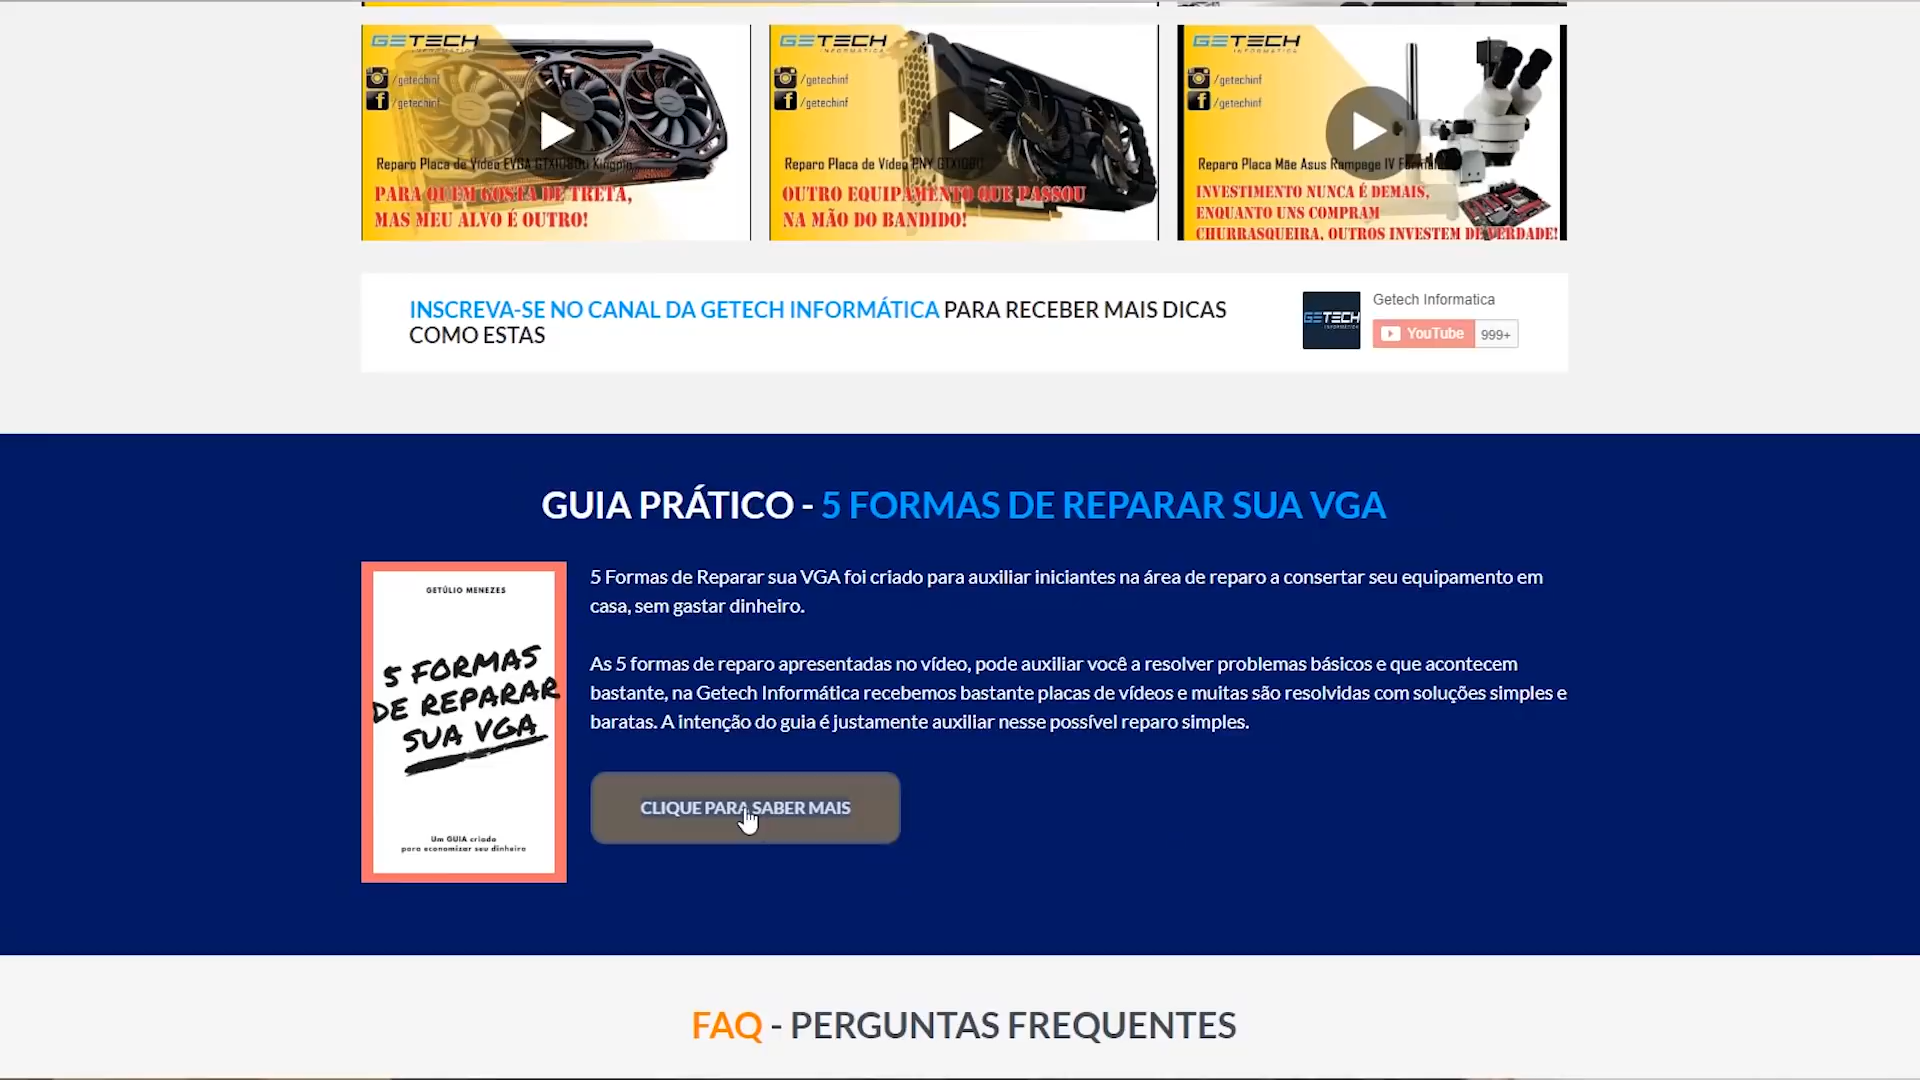 GETECH
INFORMÁTICA
/getechinf
/getechinf
Reparo Placa de Vídeo EVGA GTX1080ti Kingpin
PARA QUEM GOSTA DE TRETA,
MAS MEU ALVO É OUTRO!
GETECH
INFORMÁTICA
/getechinf
/getechinf
Reparo Placa de Vídeo PNY GTX1080
OUTRO EQUIPAMENTO QUE PASSOU
NA MÃO DO BANDIDO!
GETECH
INFORMÁTICA
/getechinf
/getechinf
Reparo Placa Mãe Asus Rampage IV
INVESTIMENTO NUNCA É DEMAIS,
ENQUANTO UNS COMPRAM
CHURRASQUEIRA, OUTROS INVESTEM DE VERDADE!
INSCREVA-SE NO CANAL DA GETECH INFORMÁTICA PARA RECEBER MAIS DICAS
COMO ESTAS
GETECH
INFORMÁTICA
Getech Informatica
YouTube 999+
GUIA PRÁTICO - 5 FORMAS DE REPARAR SUA VGA
GETÚLIO MENEZES
5 FORMAS
DE REPARAR
SUA VGA
Um GUIA criado
para economizar seu dinheiro
5 Formas de Reparar sua VGA foi criado para auxiliar iniciantes na área de reparo a consertar seu equipamento em
casa, sem gastar dinheiro.
As 5 formas de reparo apresentadas no vídeo, pode auxiliar você a resolver problemas básicos e que acontecem
bastante, na Getech Informática recebemos bastante placas de vídeos e muitas são resolvidas com soluções simples e
baratas. A intenção do guia é justamente auxiliar nesse possível reparo simples.
CLIQUE PARA SABER MAIS
FAQ - PERGUNTAS FREQUENTES